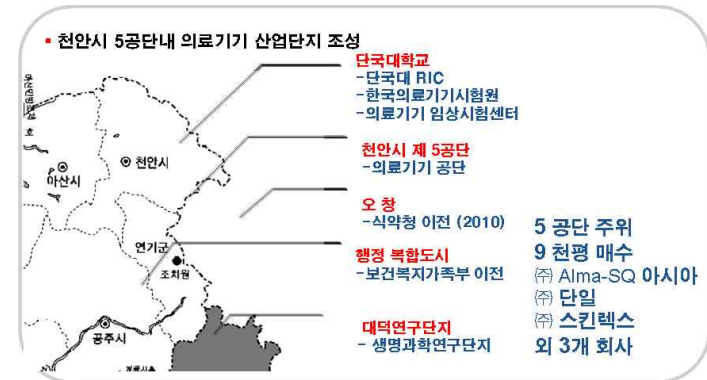 ▪ 천안시 5공단내 의료기기 산업단지 조성
단국대학교
-단국대 RIC
-한국의료기기시험원
-의료기기 임상시험센터
천안시 제 5공단
-의료기기 공단
오 창
-식약청 이전 (2010)
행정 복합도시
-보건복지가족부 이전
대덕연구단지
- 생명과학연구단지
5 공단 주위
9 천평 매수
㈜ Alma-SQ 아시아
㈜ 단일
㈜ 스킨렉스
외 3개 회사
천안시
아산시
연기군
조치원
공주시